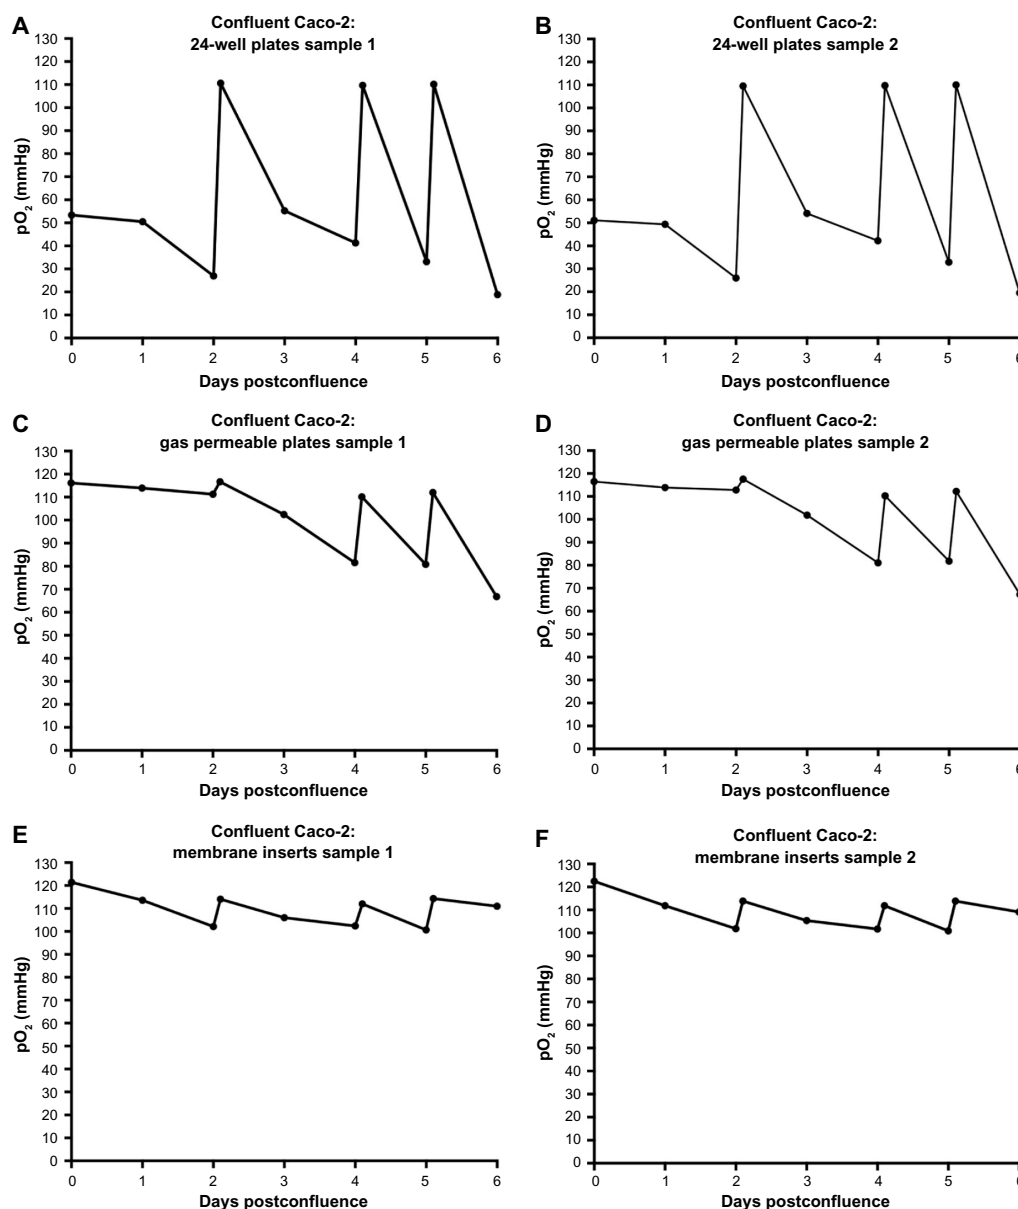 A
Confluent Caco-2:
24-well plates sample 1
130
120
110
100
90
80
70
60
50
40
30
20
10
0
pO2 (mmHg)
0 1 2 3 4 5 6
Days postconfluence
B
Confluent Caco-2:
24-well plates sample 2
130
120
110
100
90
80
70
60
50
40
30
20
10
0
pO2 (mmHg)
0 1 2 3 4 5 6
Days postconfluence
C
Confluent Caco-2:
gas permeable plates sample 1
130
120
110
100
90
80
70
60
50
40
30
20
10
0
pO2 (mmHg)
0 1 2 3 4 5 6
Days postconfluence
D
Confluent Caco-2:
gas permeable plates sample 2
130
120
110
100
90
80
70
60
50
40
30
20
10
0
pO2 (mmHg)
0 1 2 3 4 5 6
Days postconfluence
E
Confluent Caco-2:
membrane inserts sample 1
130
120
110
100
90
80
70
60
50
40
30
20
10
0
pO2 (mmHg)
0 1 2 3 4 5 6
Days postconfluence
F
Confluent Caco-2:
membrane inserts sample 2
130
120
110
100
90
80
70
60
50
40
30
20
10
0
pO2 (mmHg)
0 1 2 3 4 5 6
Days postconfluence